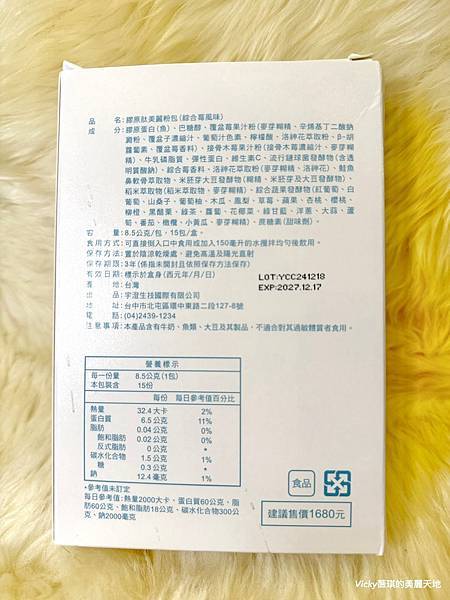 品　　名:膠原肽美麗粉包(綜合莓風味)
成　　分:膠原蛋白(魚)、巴糖醇、覆盆莓果汁粉(麥芽糊精、辛烯基丁二酸鈉
澱粉、覆盆子濃縮汁、葡萄汁色素、檸檬酸、洛神花萃取粉、β-胡
蘿蔔素、覆盆莓香料)、接骨木莓果汁粉(接骨木莓濃縮汁、麥芽糊
精)、牛乳磷脂質、彈性蛋白、維生素C、流行鏈球菌發酵物(含透
明質酸鈉)、綜合莓香料、洛神花萃取粉(麥芽糊精、洛神花)、鮭魚
鼻軟骨萃取物、米胚芽大豆發酵物(糊精、米胚芽及大豆發酵物)、
稻米萃取物(稻米萃取物、麥芽糊精)、綜合蔬果發酵物(紅葡萄、白
葡萄、山桑子、葡萄柚、木瓜、鳳梨、草莓、蘋果、杏桃、櫻桃、
柳橙、黑醋栗、綠茶、蘿蔔、花椰菜、綠甘藍、洋蔥、大蒜、蘆
筍、番茄、橄欖、小黃瓜、麥芽糊精)、蔗糖素(甜味劑)。
容　　量:8.5公克/包，15包/盒。
食用方式:可直接倒入口中食用或加入150毫升的水攪拌均勻後飲用。
保存方法:置於陰涼乾燥處、避免高溫及陽光直射
保存期限:3年(係指未開封且依照保存方法保存)
有效日期:標示於盒身(西元年/月/日)
LOT:YCC241218
EXP:2027.12.17
產　　地:台灣
公　　司:宇澄生技國際有限公司
地　　址:台中市北屯區環中東路二段127-8號
電　　話:(04)2439-1234
注意事項:本產品含有牛奶、魚類、大豆及其製品，不適合對其過敏體質者食用。
營養標示
每一份量　8.5公克(1包)
本包裝含　15份
每份　每日參考值百分比
熱量　32.4 大卡　2%
蛋白質　6.5 公克　11%
脂肪　0.04 公克　0%
飽和脂肪　0.02 公克　0%
反式脂肪　0 公克　*
碳水化合物　1.5 公克　1%
糖　0.3 公克　*
鈉　12.4 毫克　1%
*參考值未訂定
每日參考值:熱量2000大卡、蛋白質60公克、脂
肪60公克、飽和脂肪18公克、碳水化合物300公
克、鈉2000毫克
食品
建議售價1680元
Vicky薇琪的美麗天地